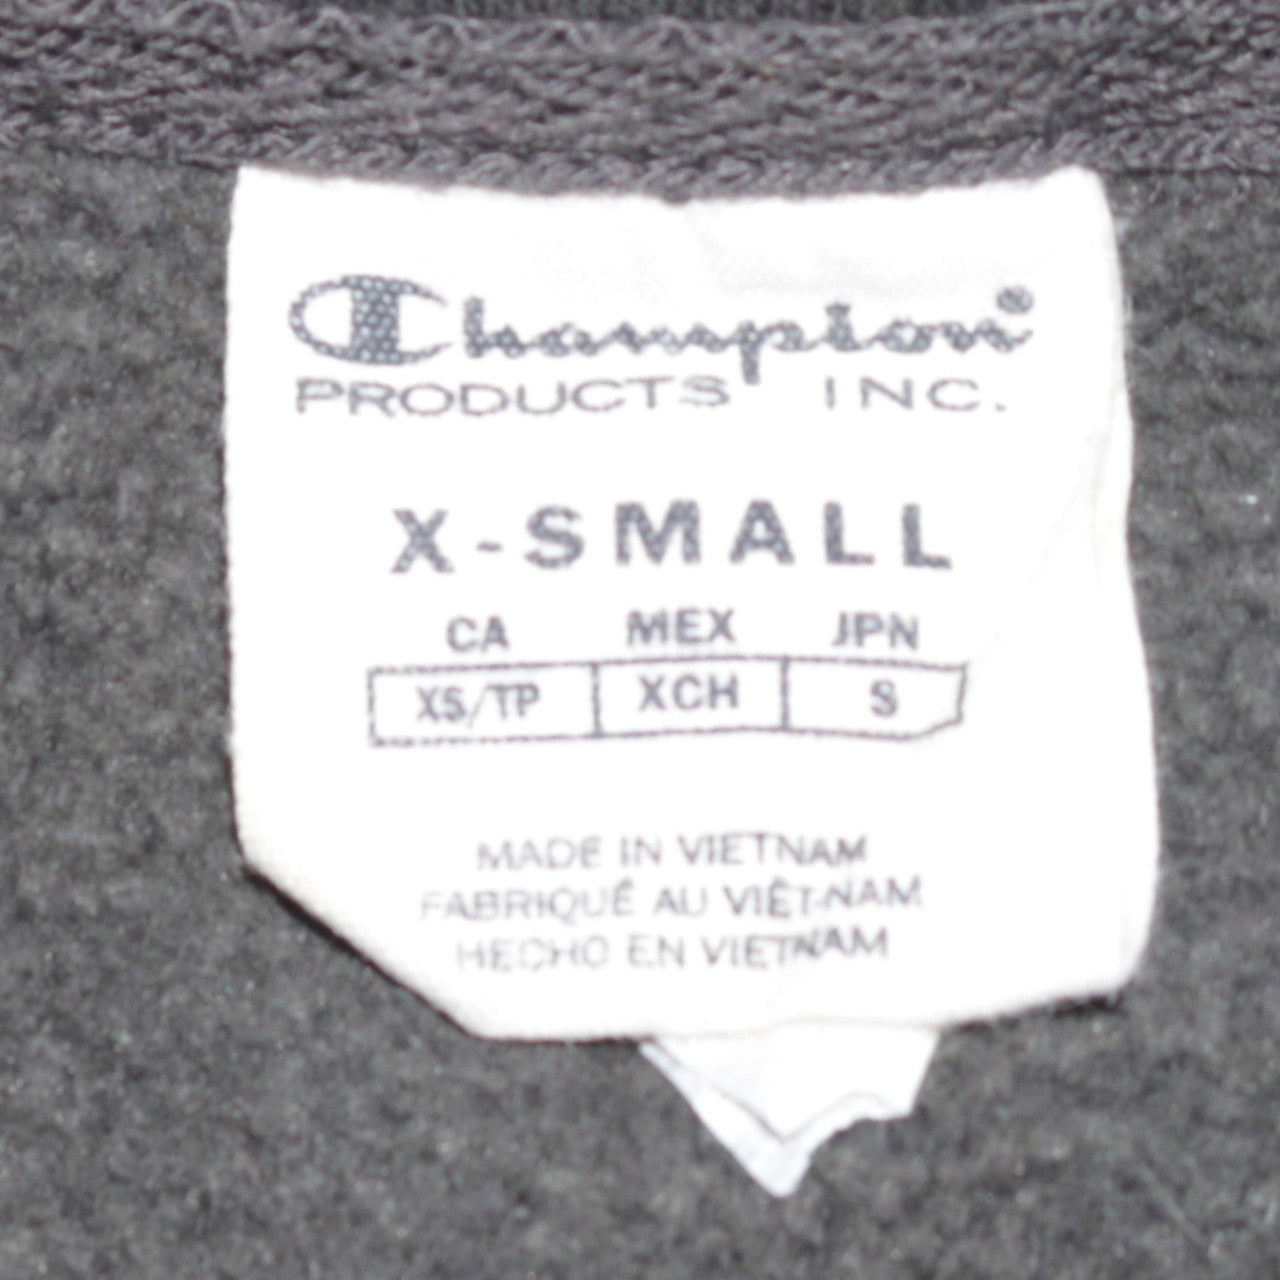 Champion®
PRODUCTS INC.
X-SMALL
CA MEX JPN
XS/TP XCH S
MADE IN VIETNAM
FABRIQUÉ AU VIÊT-NAM
HECHO EN VIETNAM